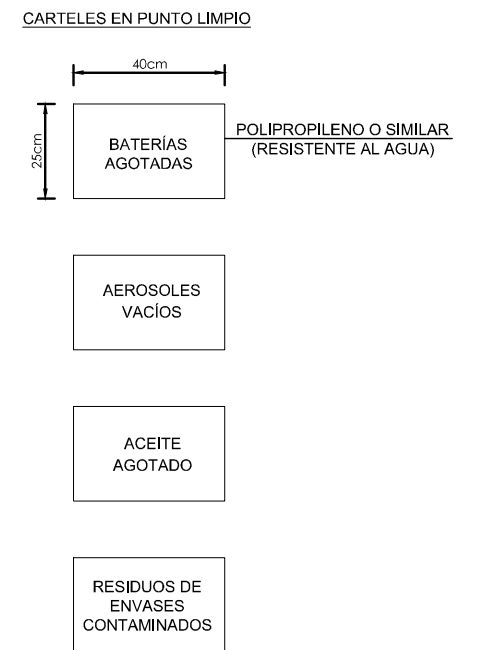 CARTELES EN PUNTO LIMPIO
40cm
25cm
BATERÍAS
AGOTADAS
POLIPROPILENO O SIMILAR
(RESISTENTE AL AGUA)
AEROSOLES
VACÍOS
ACEITE
AGOTADO
RESIDUOS DE
ENVASES
CONTAMINADOS